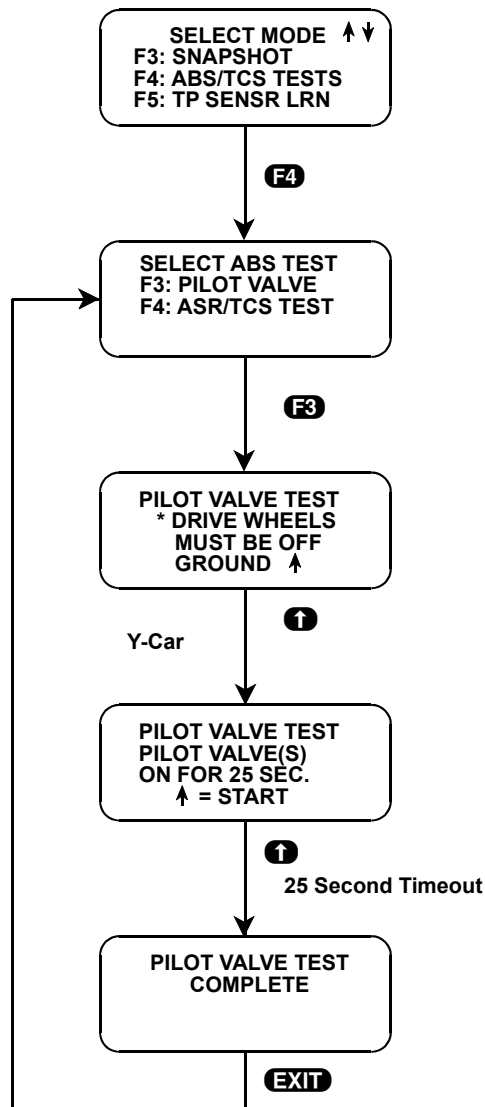 SELECT MODE ↑ ↓
F3: SNAPSHOT
F4: ABS/TCS TESTS
F5: TP SENSR LRN
F4
SELECT ABS TEST
F3: PILOT VALVE
F4: ASR/TCS TEST
F3
PILOT VALVE TEST
* DRIVE WHEELS
MUST BE OFF
GROUND ↑
↑
Y-Car
PILOT VALVE TEST
PILOT VALVE(S)
ON FOR 25 SEC.
↑ = START
↑
25 Second Timeout
PILOT VALVE TEST
COMPLETE
EXIT